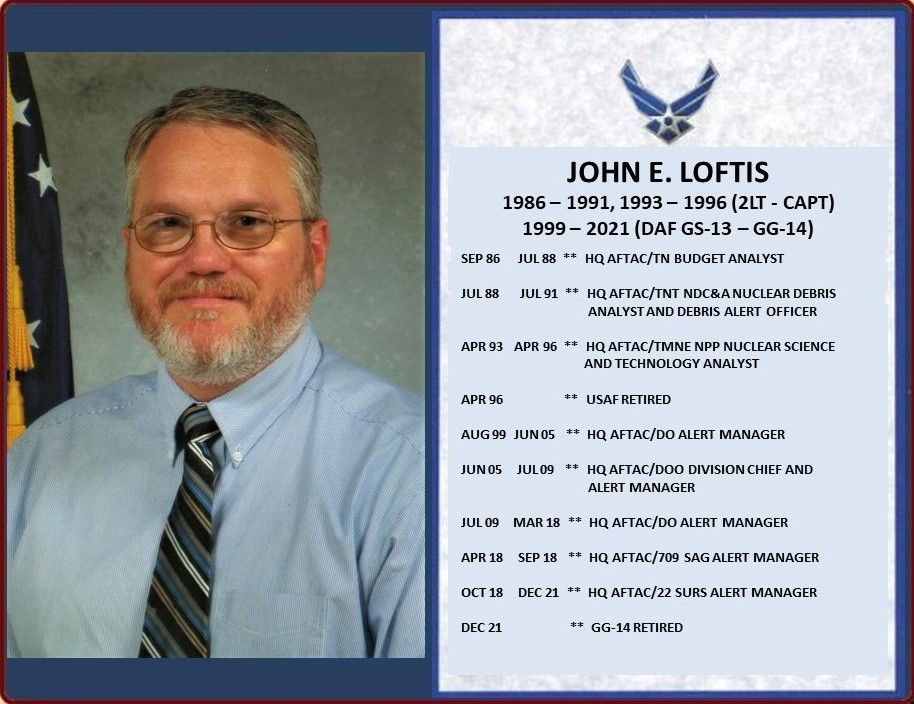 JOHN E. LOFTIS
1986 – 1991, 1993 – 1996 (2LT - CAPT)
1999 – 2021 (DAF GS-13 – GG-14)
SEP 86 JUL 88 ** HQ AFTAC/TN BUDGET ANALYST
JUL 88 JUL 91 ** HQ AFTAC/TNT NDC&A NUCLEAR DEBRIS
ANALYST AND DEBRIS ALERT OFFICER
APR 93 APR 96 ** HQ AFTAC/TMNE NPP NUCLEAR SCIENCE
AND TECHNOLOGY ANALYST
APR 96 ** USAF RETIRED
AUG 99 JUN 05 ** HQ AFTAC/DO ALERT MANAGER
JUN 05 JUL 09 ** HQ AFTAC/DOO DIVISION CHIEF AND
ALERT MANAGER
JUL 09 MAR 18 ** HQ AFTAC/DO ALERT MANAGER
APR 18 SEP 18 ** HQ AFTAC/709 SAG ALERT MANAGER
OCT 18 DEC 21 ** HQ AFTAC/22 SURS ALERT MANAGER
DEC 21 ** GG-14 RETIRED